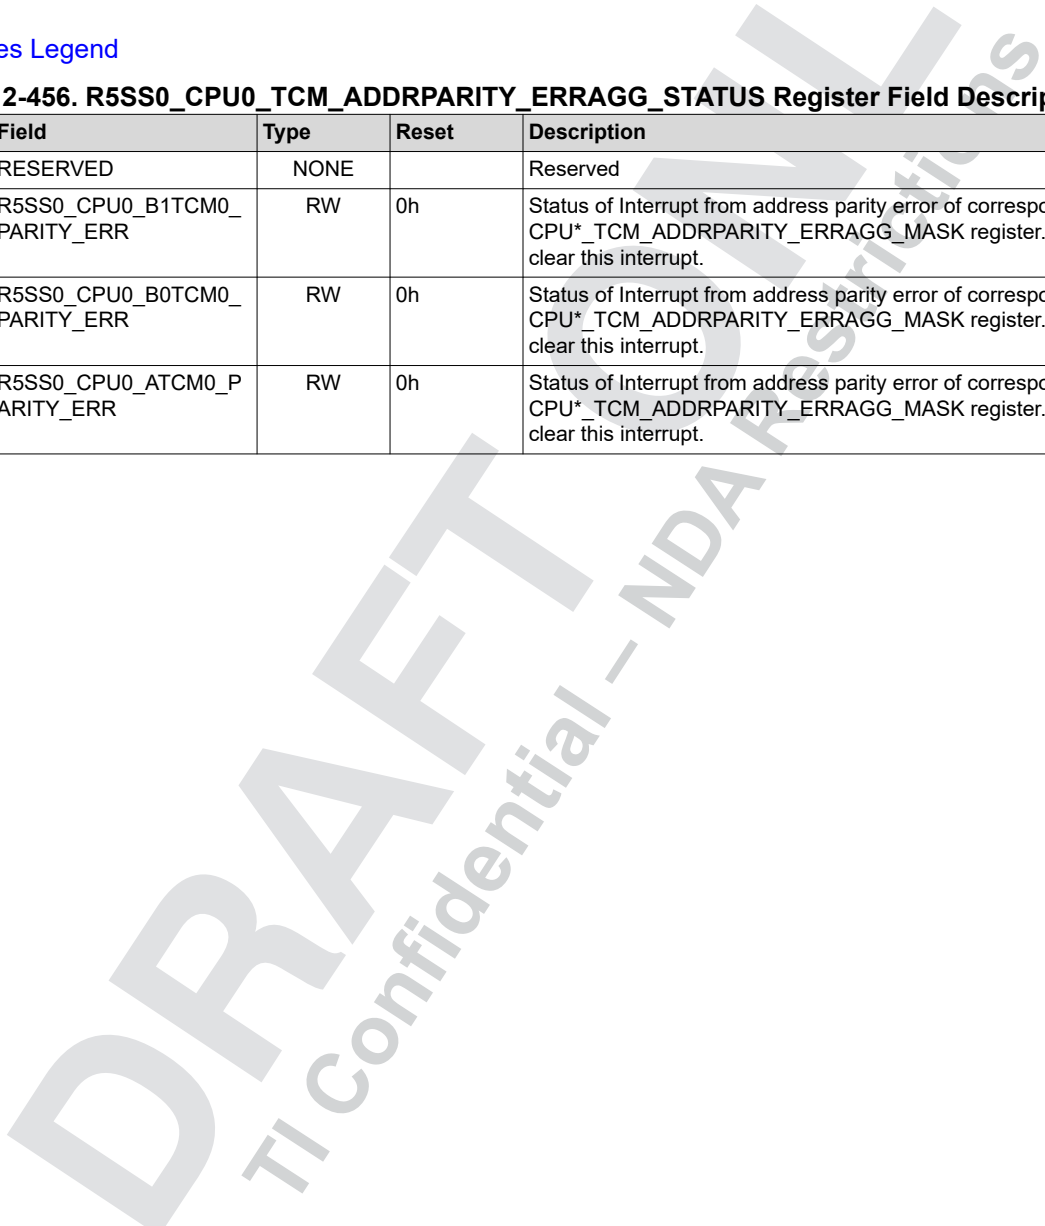 es Legend
2-456. R5SS0_CPU0_TCM_ADDRPARITY_ERRAGG_STATUS Register Field Descrip
Field Type Reset Description
RESERVED NONE Reserved
R5SS0_CPU0_B1TCM0_ RW 0h Status of Interrupt from address parity error of correspo
PARITY_ERR CPU*_TCM_ADDRPARITY_ERRAGG_MASK register.
clear this interrupt.
R5SS0_CPU0_B0TCM0_ RW 0h Status of Interrupt from address parity error of correspo
PARITY_ERR CPU*_TCM_ADDRPARITY_ERRAGG_MASK register.
clear this interrupt.
R5SS0_CPU0_ATCM0_P RW 0h Status of Interrupt from address parity error of correspo
ARITY_ERR CPU*_TCM_ADDRPARITY_ERRAGG_MASK register.
clear this interrupt.
DRAFT ONL
TI Confidential – NDA Restrictions